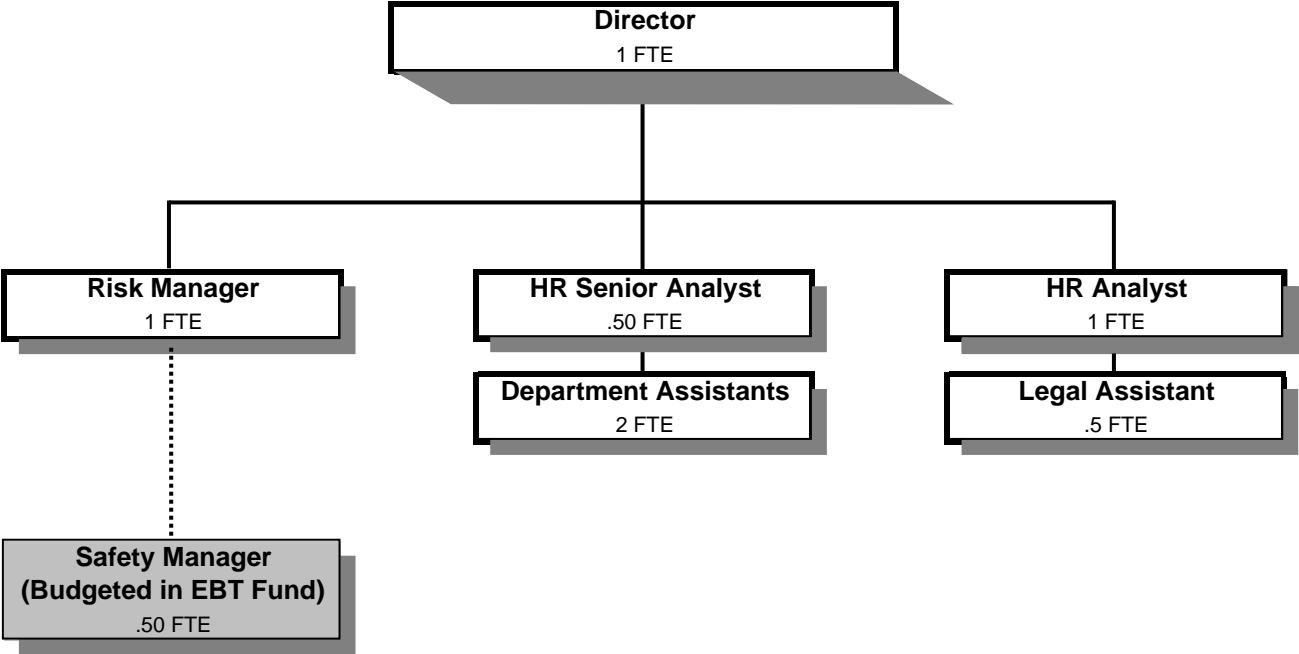 Director
1 FTE
Risk Manager
1 FTE
HR Senior Analyst
.50 FTE
HR Analyst
1 FTE
Department Assistants
2 FTE
Legal Assistant
.5 FTE
Safety Manager
(Budgeted in EBT Fund)
.50 FTE